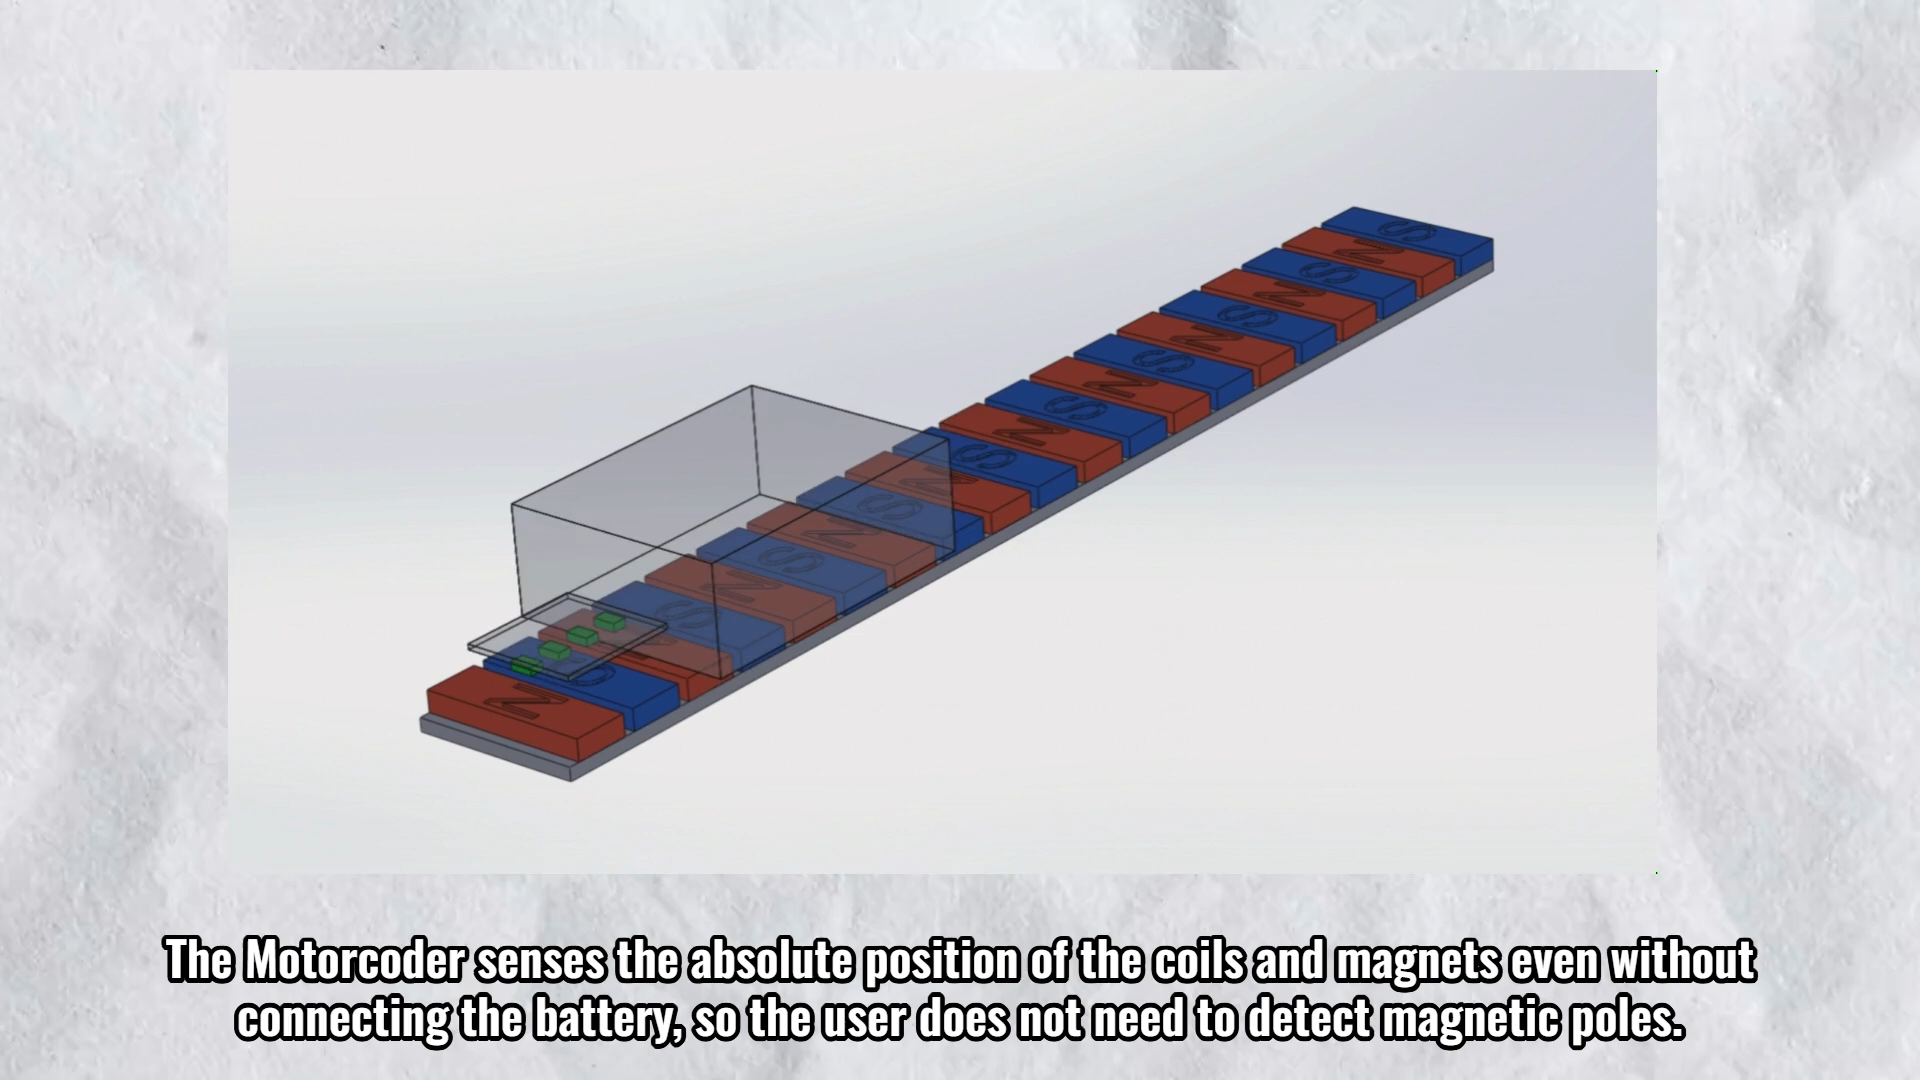 S
N
S
N
S
N
S
N
S
N
S
N
S
N
S
N
S
N
The Motorcoder senses the absolute position of the coils and magnets even without
connecting the battery, so the user does not need to detect magnetic poles.